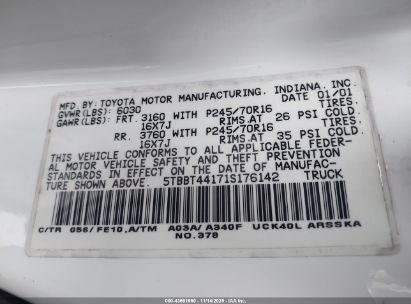 MFD. BY: TOYOTA MOTOR MANUFACTURING, INDIANA, INC.
GVWR (LBS) 6030 DATE 01/01
GAWR (LBS): FRT. 3160 WITH P245/70R16 TIRES.
16X7J RIMS.AT 26 PSI COLD.
RR. 3760 WITH P245/70R16 TIRES.
16X7J RIMS.AT 35 PSI COLD.
THIS VEHICLE CONFORMS TO ALL APPLICABLE FEDER-
AL MOTOR VEHICLE SAFETY AND THEFT PREVENTION
STANDARDS IN EFFECT ON THE DATE OF MANUFAC-
TURE SHOWN ABOVE. 5TBBT44171S176142 TRUCK
C/TR 056/FE10,A/TM A03A/A340F UCK40L ARSSKA
NO.378